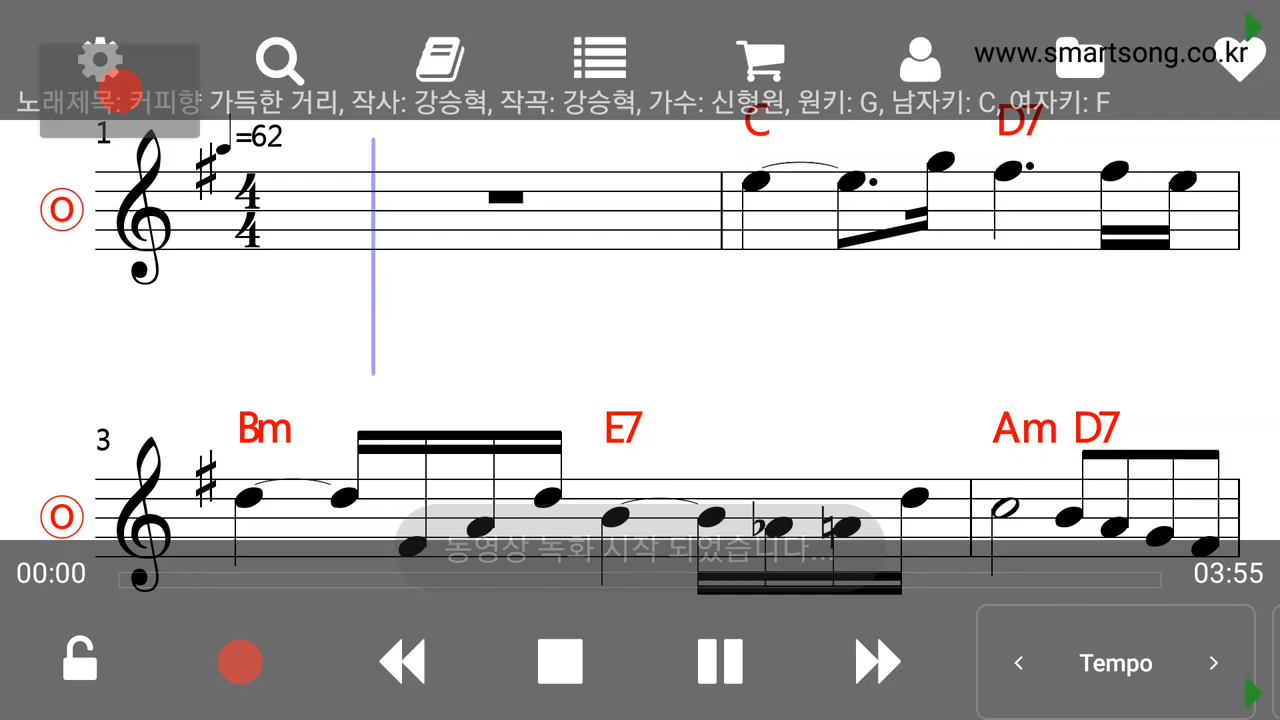 www.smartsong.co.kr
노래제목: 커피향 가득한 거리, 작사: 강승혁, 작곡: 강승혁, 가수: 신형원, 원키: G, 남자키: C, 여자키: F
1
=62
C D7
4
4
O
3
Bm E7 Am D7
O
동영상 녹화 시작 되었습니다...
00:00 03:55
< Tempo >